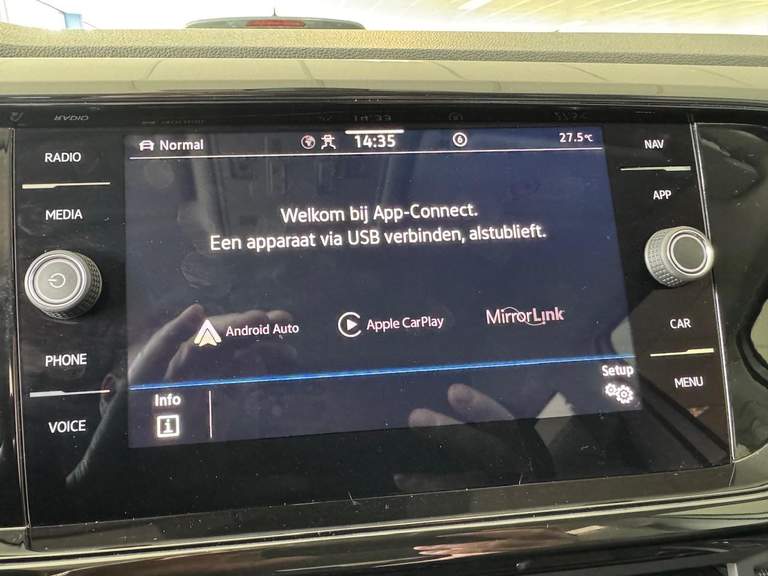 RADIO
MEDIA
PHONE
VOICE
Normal
14:35
6
27.5°C
Welkom bij App-Connect.
Een apparaat via USB verbinden, alstublieft.
Android Auto
Apple CarPlay
MirrorLink
Info
i
Setup
NAV
APP
CAR
MENU